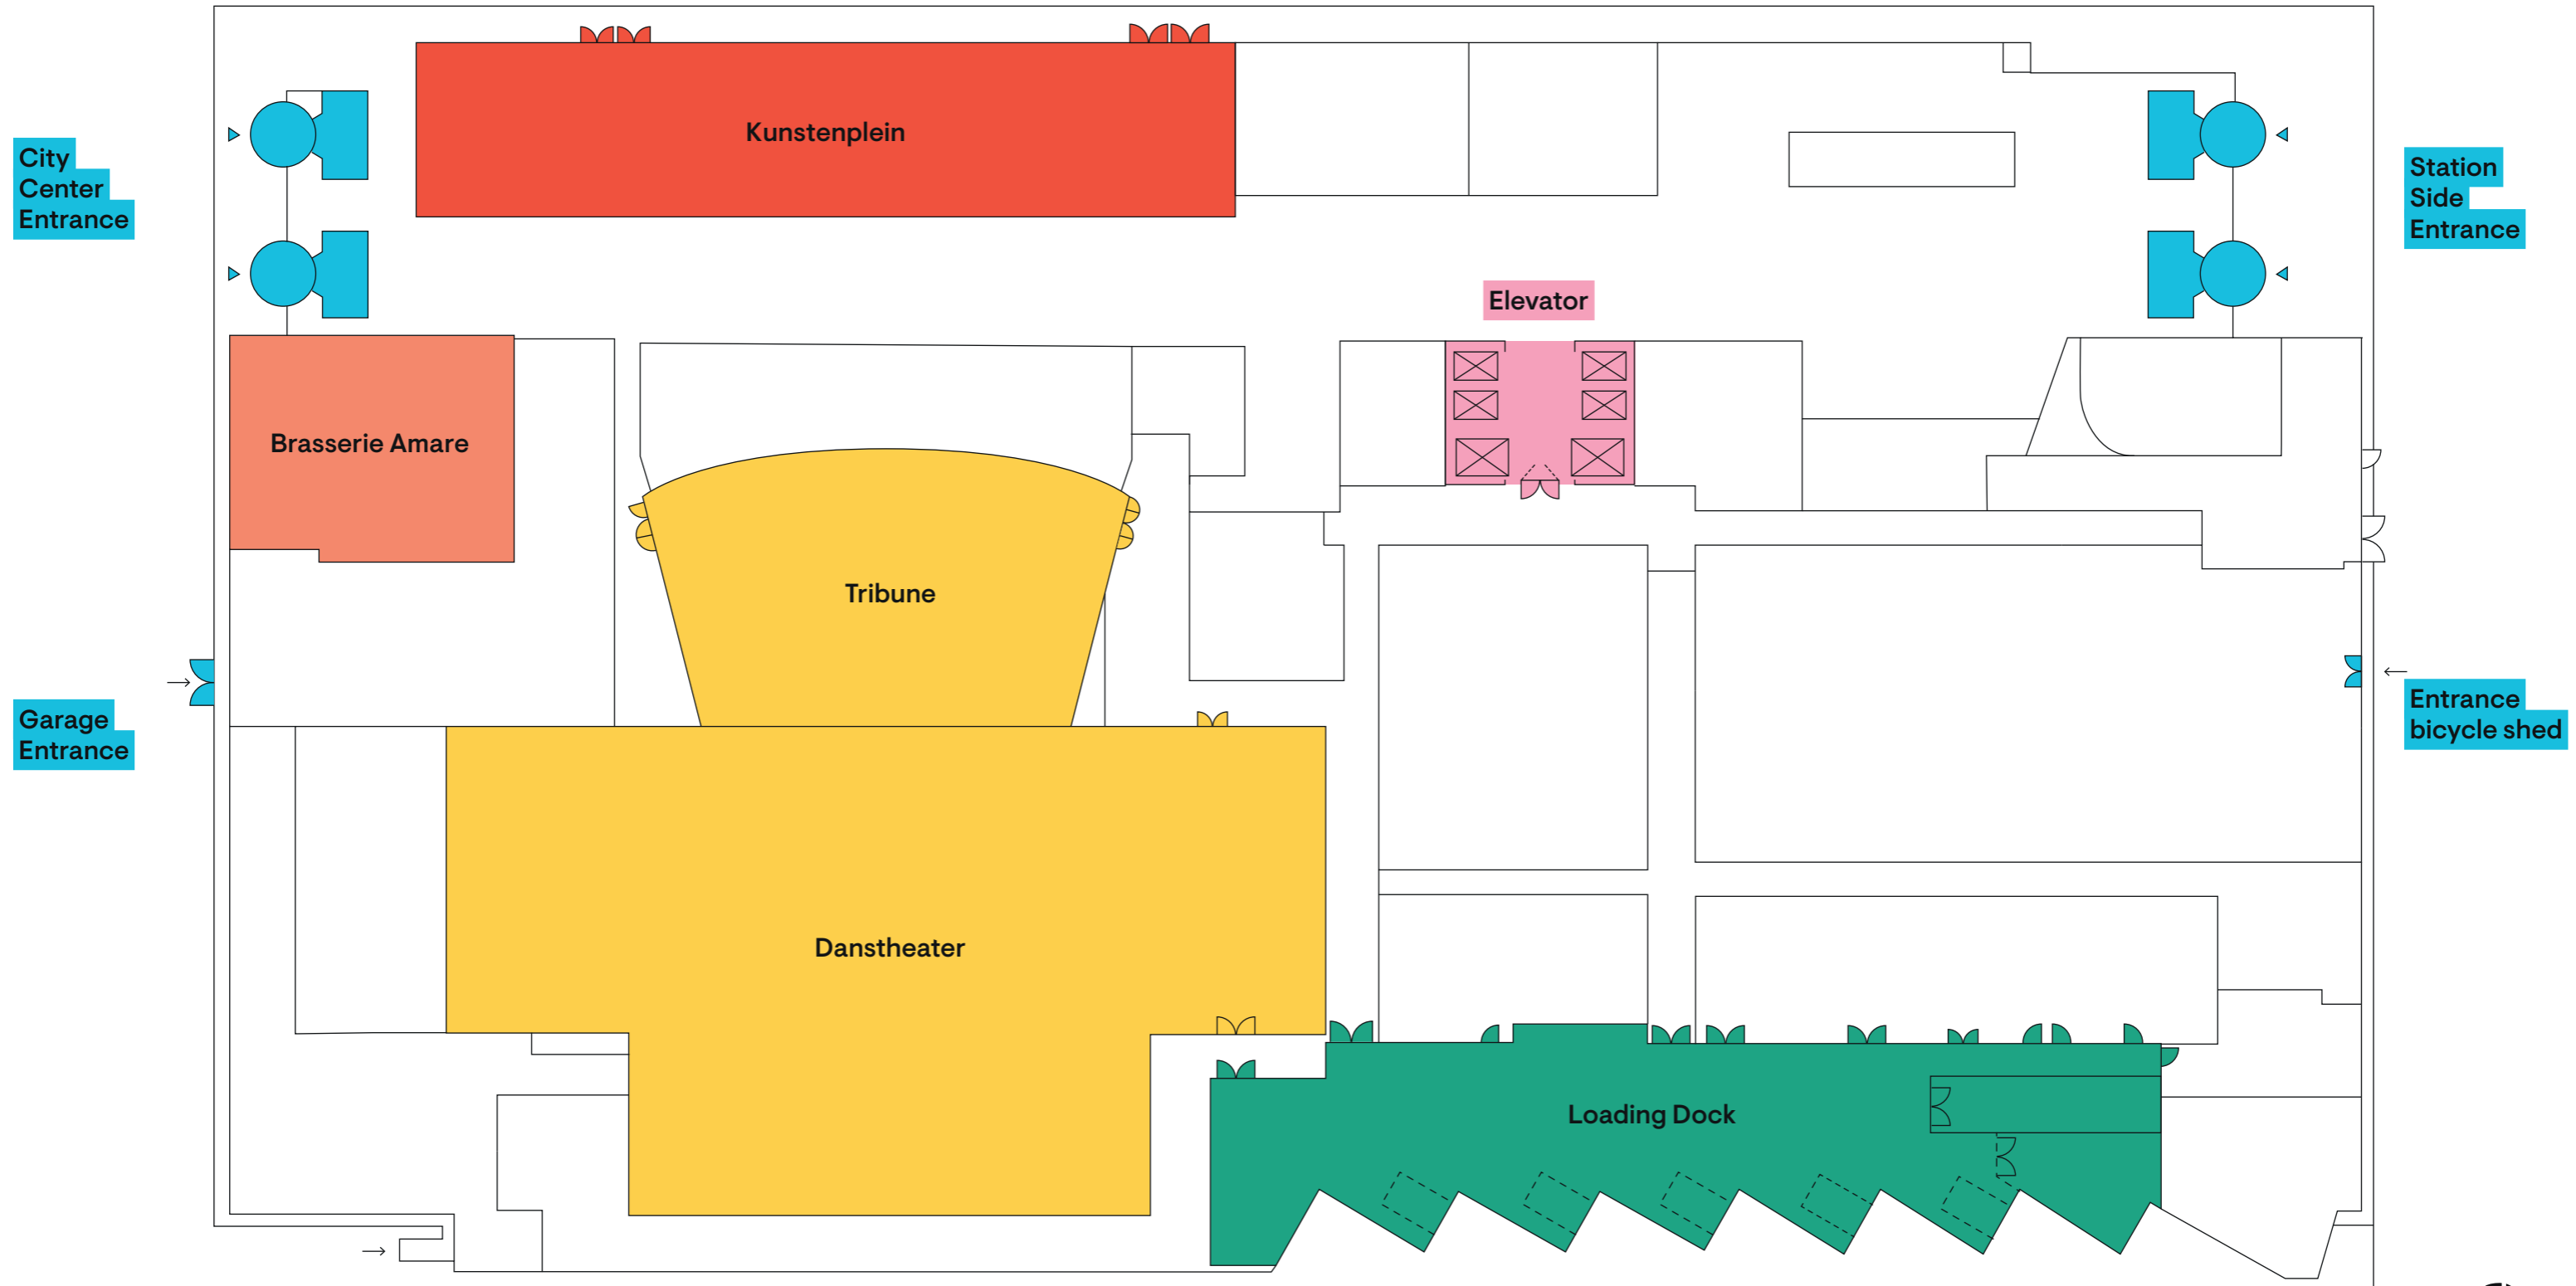 Kunstenplein
City
Center
Entrance
Station
Side
Entrance
Elevator
Brasserie Amare
Tribune
Garage
Entrance
Entrance
bicycle shed
Danstheater
Loading Dock